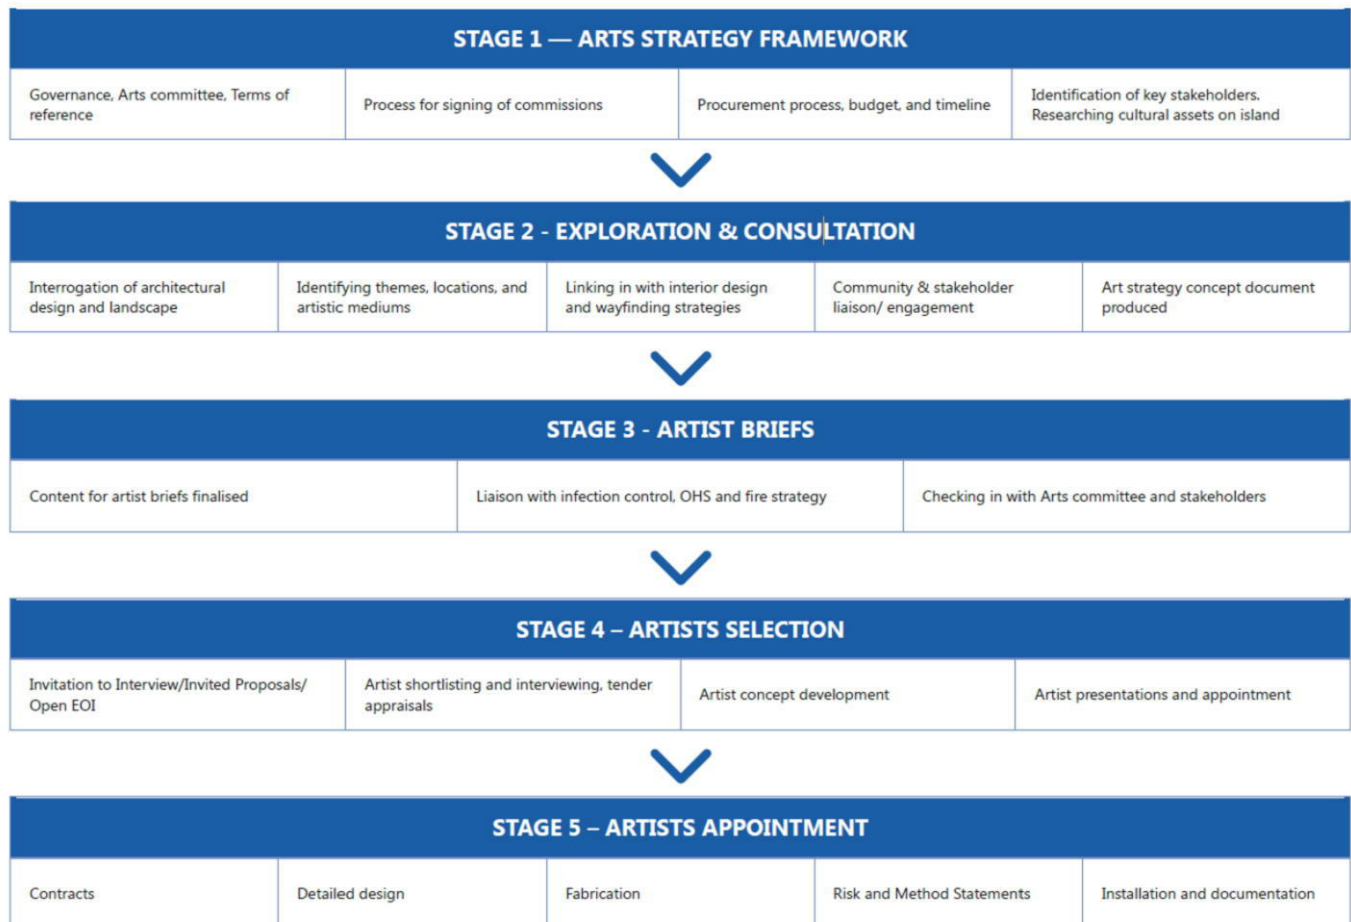 STAGE 1 — ARTS STRATEGY FRAMEWORK
Governance, Arts committee, Terms of
reference
Process for signing of commissions
Procurement process, budget, and timeline
Identification of key stakeholders.
Researching cultural assets on island
STAGE 2 - EXPLORATION & CONSULTATION
Interrogation of architectural
design and landscape
Identifying themes, locations, and
artistic mediums
Linking in with interior design
and wayfinding strategies
Community & stakeholder
liaison/ engagement
Art strategy concept document
produced
STAGE 3 - ARTIST BRIEFS
Content for artist briefs finalised
Liaison with infection control, OHS and fire strategy
Checking in with Arts committee and stakeholders
STAGE 4 – ARTISTS SELECTION
Invitation to Interview/Invited Proposals/
Open EOI
Artist shortlisting and interviewing, tender
appraisals
Artist concept development
Artist presentations and appointment
STAGE 5 – ARTISTS APPOINTMENT
Contracts
Detailed design
Fabrication
Risk and Method Statements
Installation and documentation